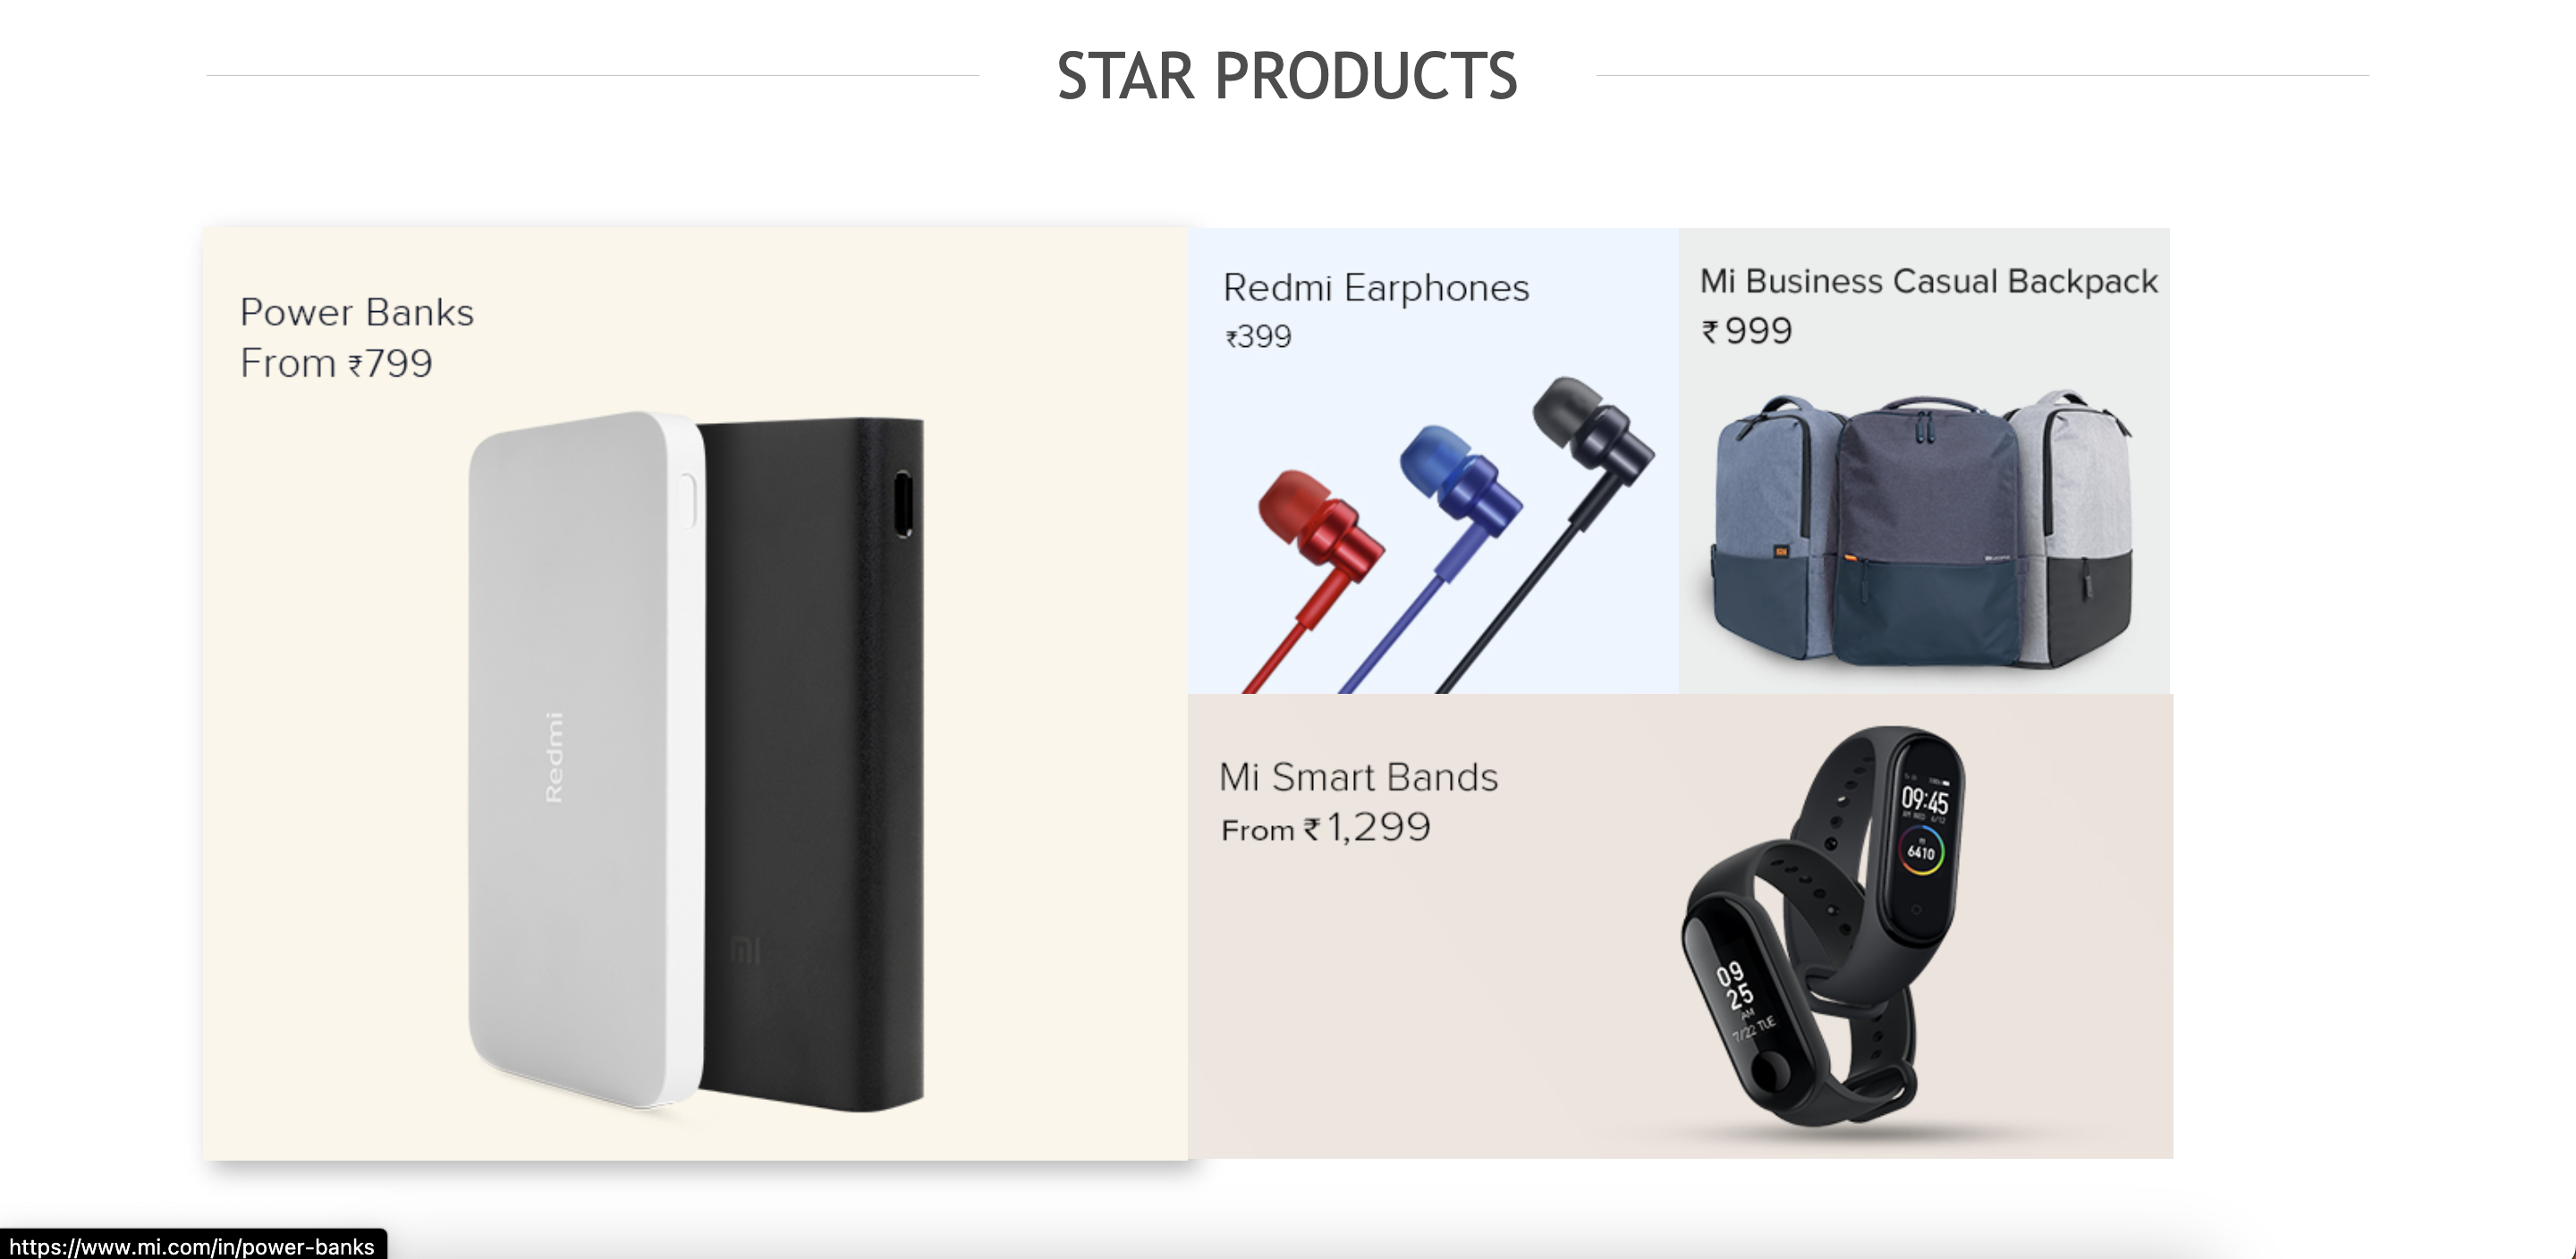 STAR PRODUCTS
Power Banks
From ₹799
Redmi
mi
Redmi Earphones
₹399
Mi Business Casual Backpack
₹999
mi
Mi Smart Bands
From ₹1,299
09:45
6410
09
25
AM
7/22 TUE
https://www.mi.com/in/power-banks